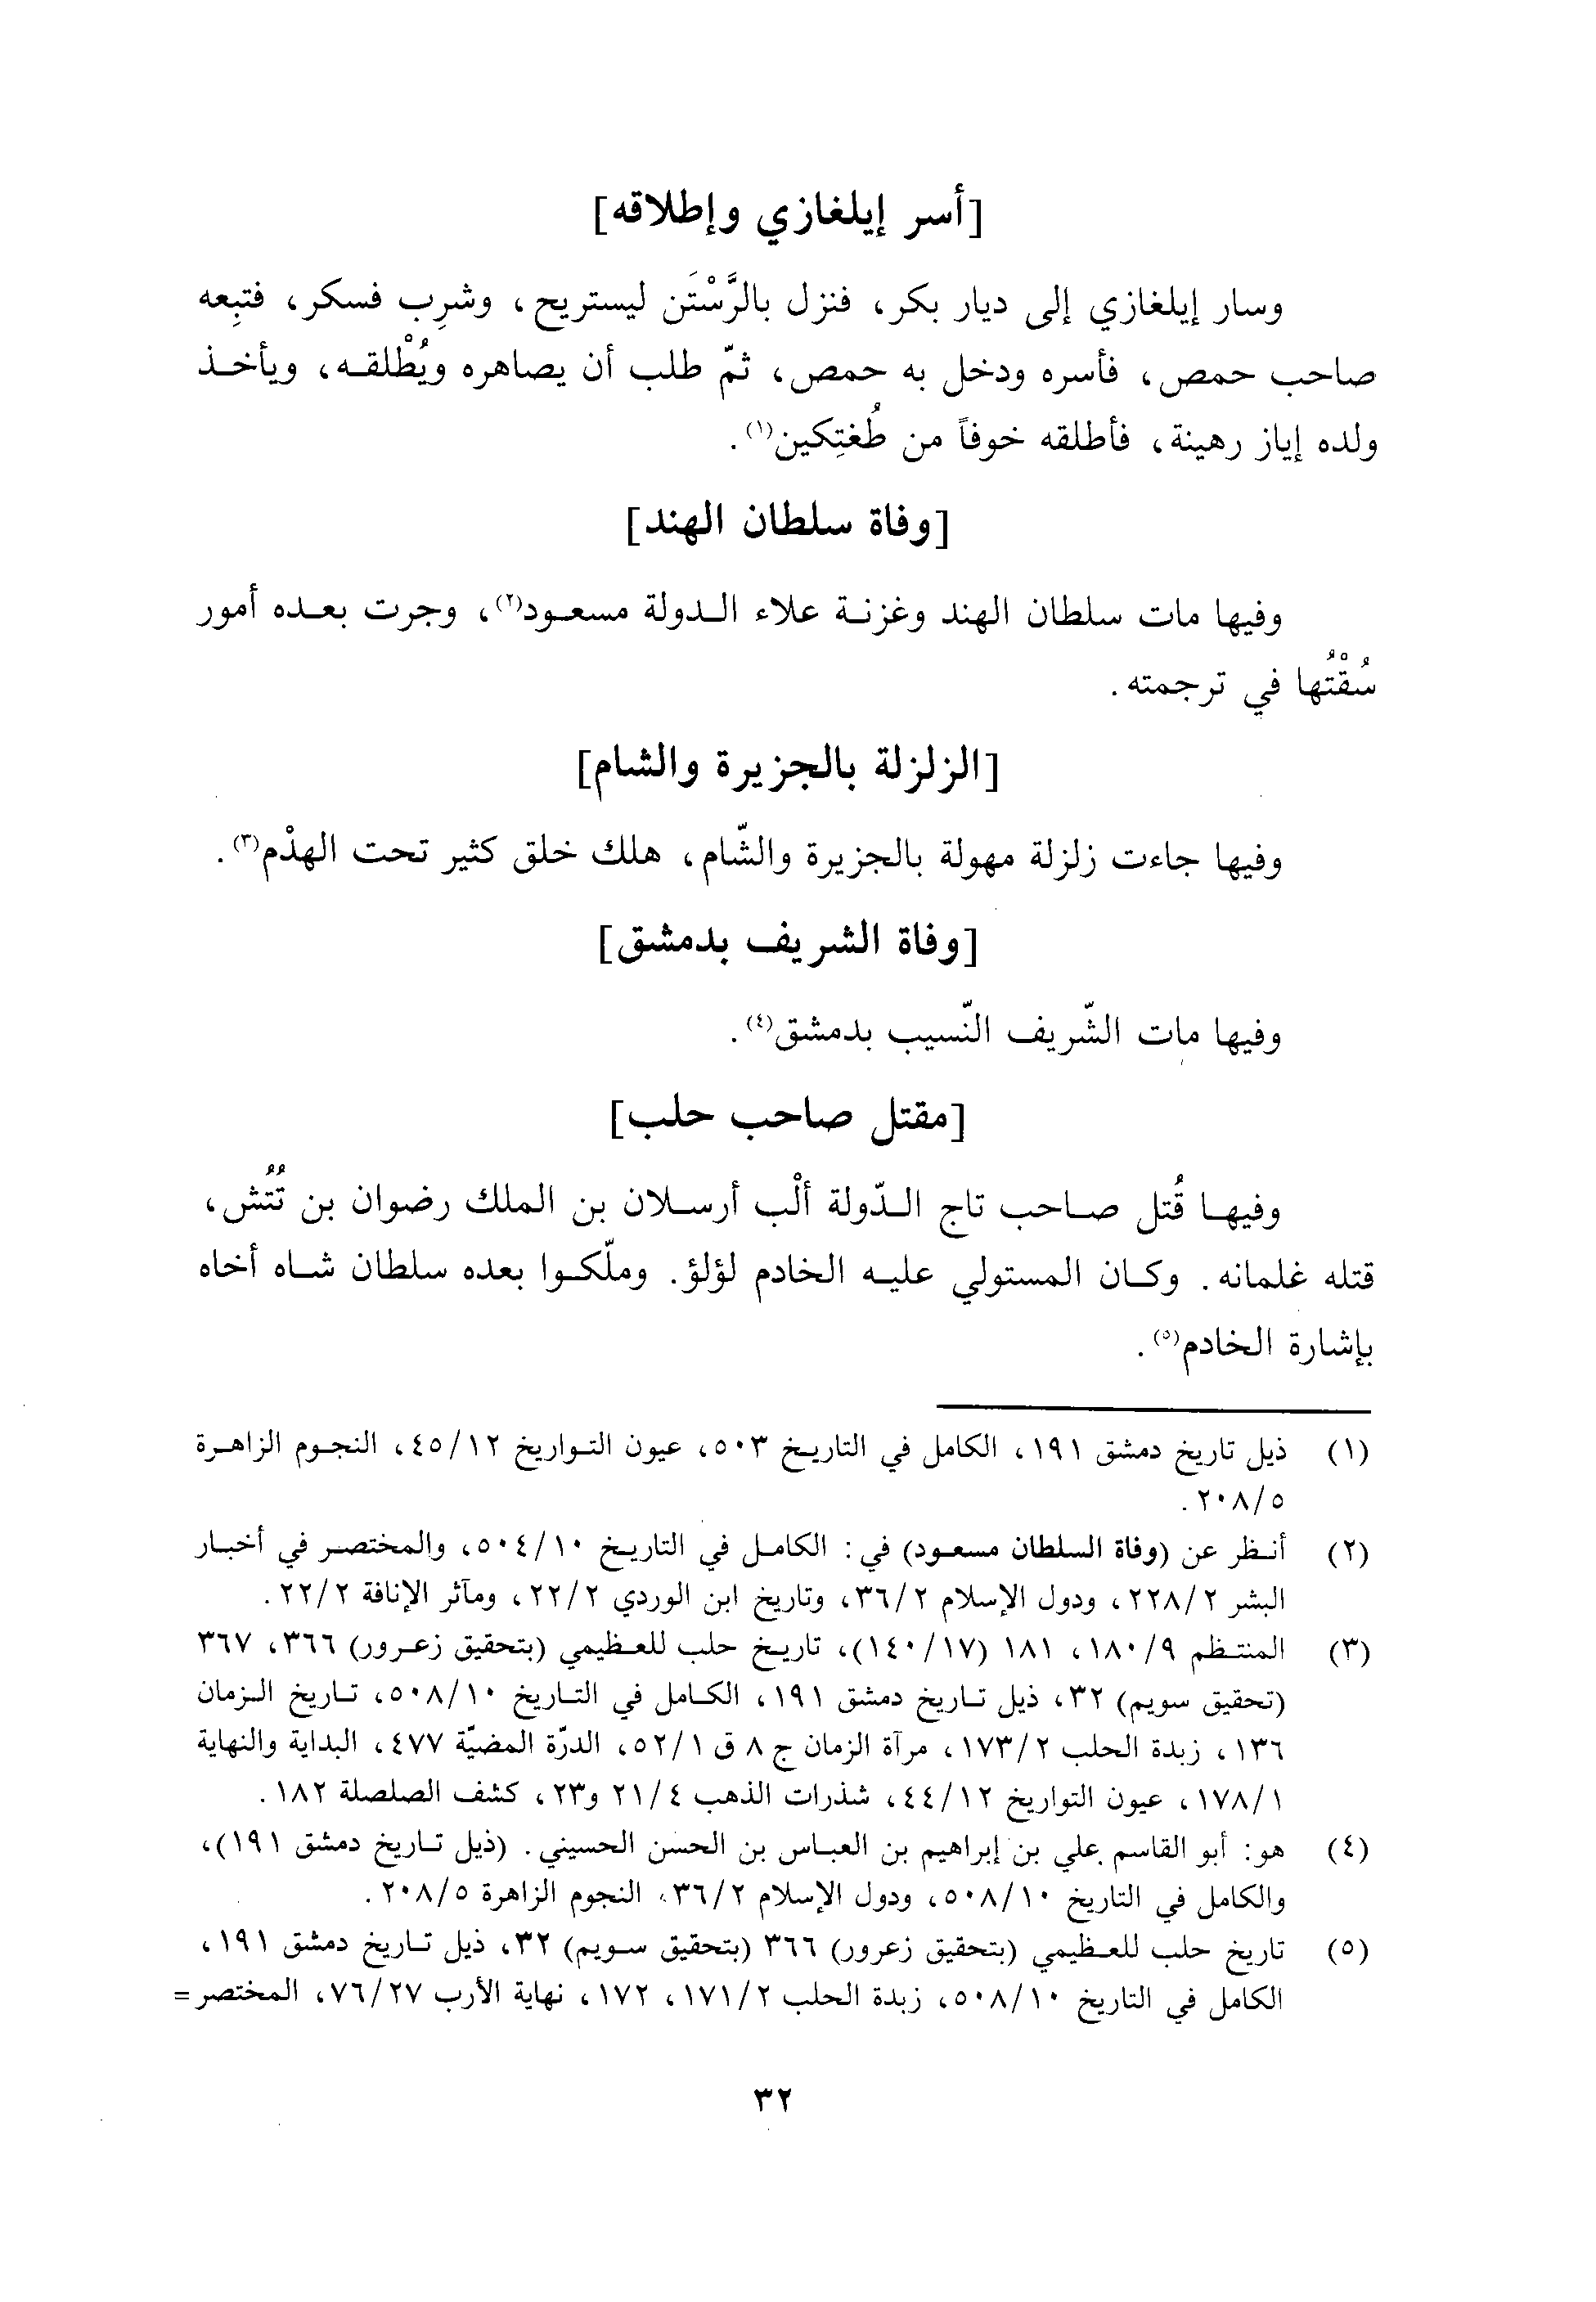 [أسر إيلغازي وإطلاقه]
وسار إيلغازي إلى ديار بكر، فنزل بالرَّسْتَن ليستريح، وشرِب فسكر، فتبِعه
صاحب حمص، فأسره ودخل به حمص، ثمّ طلب أن يصاهره ويُطْلقه، ويأخذ
ولده إياز رهينة، فأطلقه خوفاً من طُغتِكين(١).
[وفاة سلطان الهند]
وفيها مات سلطان الهند وغزنة علاء الدولة مسعود(٢)، وجرت بعده أمور
سُقْتُها في ترجمته.
[الزلزلة بالجزيرة والشام]
وفيها جاءت زلزلة مهولة بالجزيرة والشّام، هلك خلق كثير تحت الهدْم(٣).
[وفاة الشريف بدمشق]
وفيها مات الشّريف النّسيب بدمشق(٤).
[مقتل صاحب حلب]
وفيها قُتل صاحب تاج الدّولة ألْب أرسلان بن الملك رضوان بن تُتُش،
قتله غلمانه. وكان المستولي عليه الخادم لؤلؤ. وملّكوا بعده سلطان شاه أخاه
بإشارة الخادم(٥).
(١) ذيل تاريخ دمشق ١٩١، الكامل في التاريخ ٥٠٣، عيون التواريخ ٤٥/١٢، النجوم الزاهرة
٢٠٨/٥.
(٢) أنظر عن (وفاة السلطان مسعود) في: الكامل في التاريخ ٥٠٤/١٠، والمختصر في أخبار
البشر ٢٢٨/٢، ودول الإسلام ٣٦/٢، وتاريخ ابن الوردي ٢٢/٢، ومآثر الإنافة ٢٢/٢.
(٣) المنتظم ١٨٠/٩، ١٨١ (١٤٠/١٧)، تاريخ حلب للعظيمي (بتحقيق زعرور) ٣٦٦، ٣٦٧
(تحقيق سويم) ٣٢، ذيل تاريخ دمشق ١٩١، الكامل في التاريخ ٥٠٨/١٠، تاريخ الزمان
١٣٦، زبدة الحلب ١٧٣/٢، مرآة الزمان ج ٨ ق ٥٢/١، الدرّة المضيّة ٤٧٧، البداية والنهاية
١٧٨/١، عيون التواريخ ٤٤/١٢، شذرات الذهب ٢١/٤ و٢٣، كشف الصلصلة ١٨٢.
(٤) هو: أبو القاسم علي بن إبراهيم بن العباس بن الحسن الحسيني. (ذيل تاريخ دمشق ١٩١)،
والكامل في التاريخ ٥٠٨/١٠، ودول الإسلام ٣٦/٢، النجوم الزاهرة ٢٠٨/٥.
(٥) تاريخ حلب للعظيمي (بتحقيق زعرور) ٣٦٦ (بتحقيق سويم) ٣٢، ذيل تاريخ دمشق ١٩١،
الكامل في التاريخ ٥٠٨/١٠، زبدة الحلب ١٧١/٢، ١٧٢، نهاية الأرب ٧٦/٢٧، المختصر =
٣٢